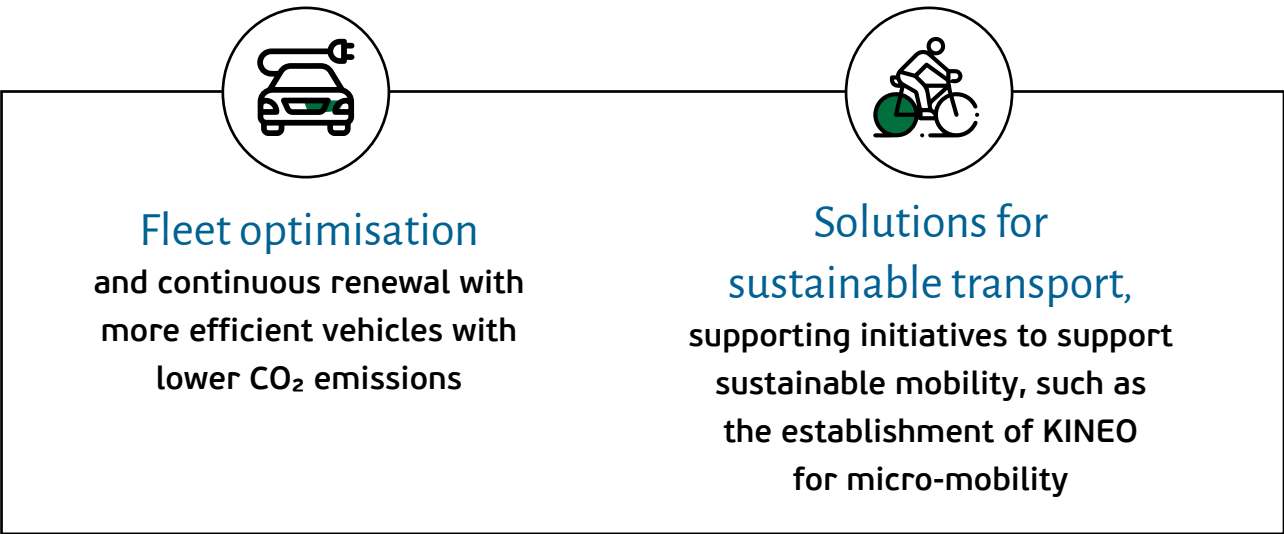 Fleet optimisation
and continuous renewal with
more efficient vehicles with
lower CO₂ emissions
Solutions for
sustainable transport,
supporting initiatives to support
sustainable mobility, such as
the establishment of KINEO
for micro-mobility